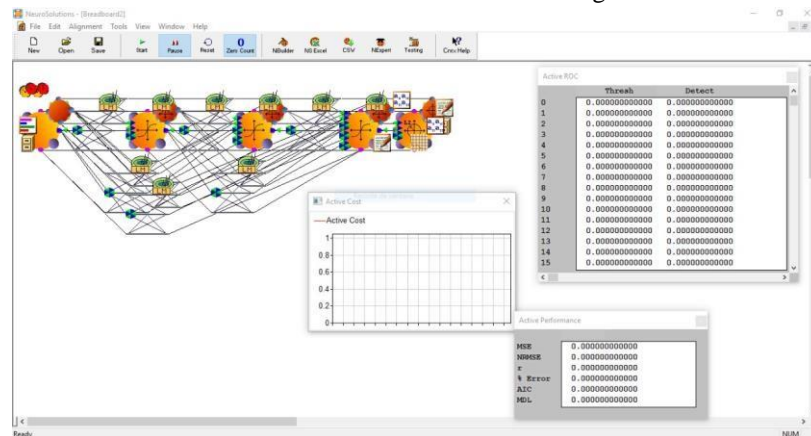 NeuroSolutions - [Breadboard2]
File Edit Alignment Tools View Window Help
New Open Save Start Pause Reset Zero Count NBuilder NS Excel CSV NExpert Testing Cncv.Help
Active ROC
Thresh Detect
0 0.000000000000 0.000000000000
1 0.000000000000 0.000000000000
2 0.000000000000 0.000000000000
3 0.000000000000 0.000000000000
4 0.000000000000 0.000000000000
5 0.000000000000 0.000000000000
6 0.000000000000 0.000000000000
7 0.000000000000 0.000000000000
8 0.000000000000 0.000000000000
9 0.000000000000 0.000000000000
10 0.000000000000 0.000000000000
11 0.000000000000 0.000000000000
12 0.000000000000 0.000000000000
13 0.000000000000 0.000000000000
14 0.000000000000 0.000000000000
15 0.000000000000 0.000000000000
Active Cost
Active Cost
1
0.8
0.6
0.4
0.2
0
Active Performance
MSE 0.000000000000
NRMSE 0.000000000000
r 0.000000000000
% Error 0.000000000000
AIC 0.000000000000
MDL 0.000000000000
Ready NUM